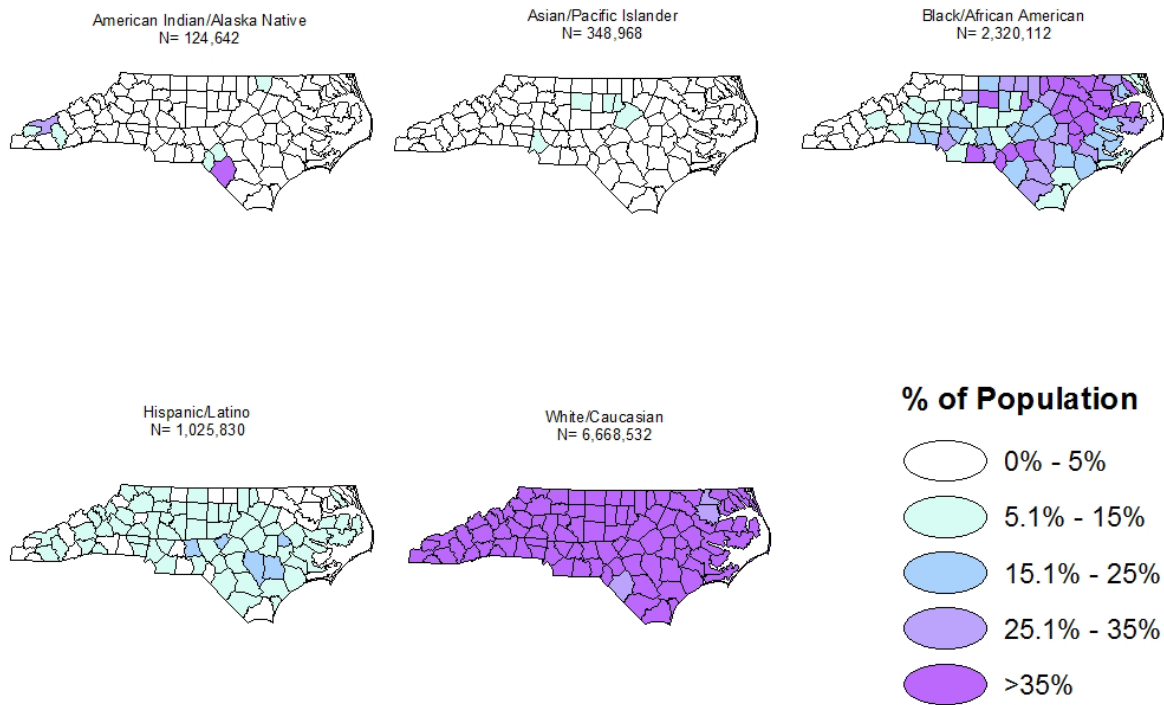 American Indian/Alaska Native
N= 124,642
Asian/Pacific Islander
N= 348,968
Black/African American
N= 2,320,112
Hispanic/Latino
N= 1,025,830
White/Caucasian
N= 6,668,532
% of Population
0% - 5%
5.1% - 15%
15.1% - 25%
25.1% - 35%
>35%